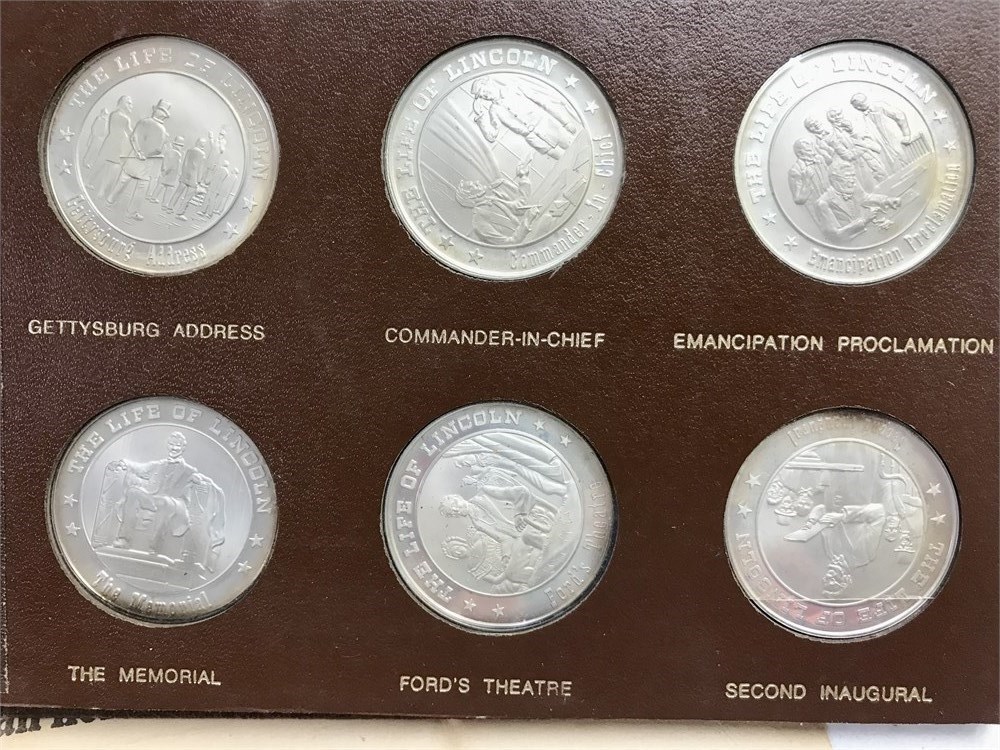 THE LIFE OF LINCOLN
Gettysburg Address
THE LIFE OF LINCOLN
Commander-In-Chief
THE LIFE OF LINCOLN
Emancipation Proclamation
GETTYSBURG ADDRESS
COMMANDER-IN-CHIEF
EMANCIPATION PROCLAMATION
THE LIFE OF LINCOLN
The Memorial
THE LIFE OF LINCOLN
Ford's Theatre
THE LIFE OF LINCOLN
THE MEMORIAL
FORD'S THEATRE
SECOND INAUGURAL